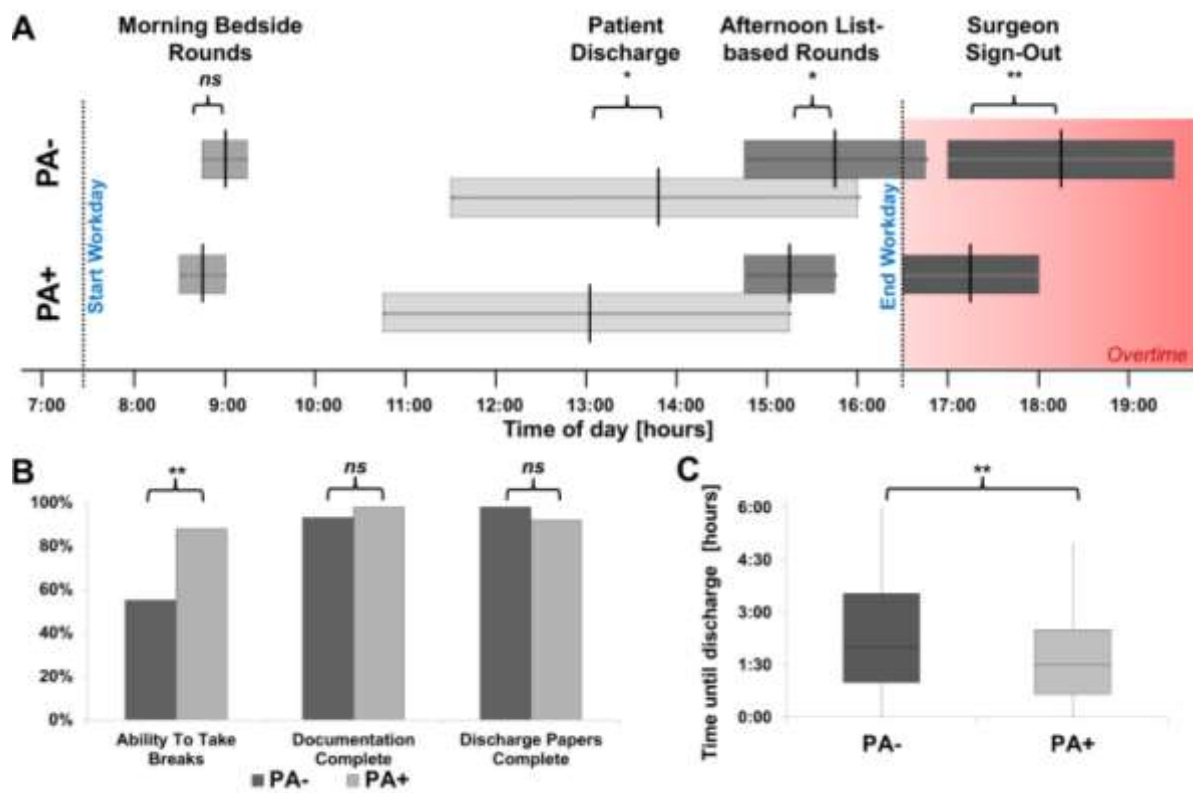 A
Morning Bedside
Rounds
ns
Patient
Discharge
*
Afternoon List-
based Rounds
*
Surgeon
Sign-Out
**
PA-
PA+
Start Workday
End Workday
Overtime
7:00 8:00 9:00 10:00 11:00 12:00 13:00 14:00 15:00 16:00 17:00 18:00 19:00
Time of day [hours]
B
** ns ns
100%
80%
60%
40%
20%
0%
Ability To Take
Breaks
Documentation
Complete
Discharge Papers
Complete
PA- PA+
C
**
Time until discharge [hours]
6:00
4:30
3:00
1:30
0:00
PA- PA+